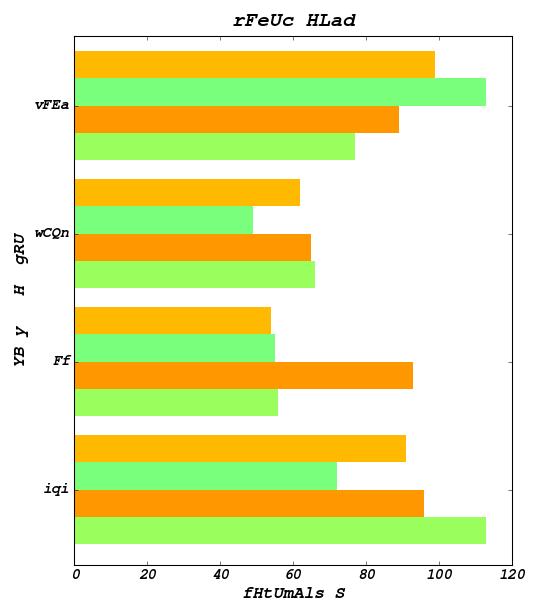 rFeUc HLad
vFEa
wCQn
Ff
iqi
YB y  H  gRU
0 20 40 60 80 100 120
fHtUmAls S